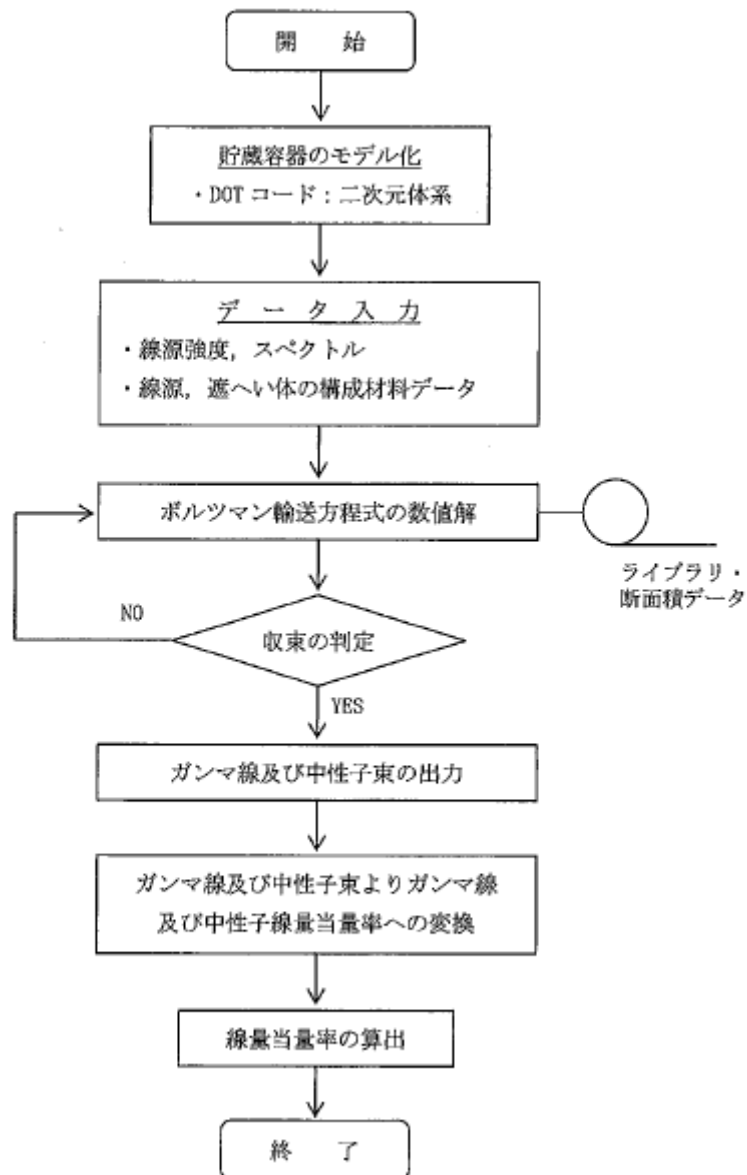 開 始
貯蔵容器のモデル化
・DOT コード:二次元体系
デ ー タ 入 力
・線源強度,スペクトル
・線源,遮へい体の構成材料データ
ボルツマン輸送方程式の数値解
ライブラリ・
断面積データ
NO
収束の判定
YES
ガンマ線及び中性子束の出力
ガンマ線及び中性子束よりガンマ線
及び中性子線量当量率への変換
線量当量率の算出
終 了